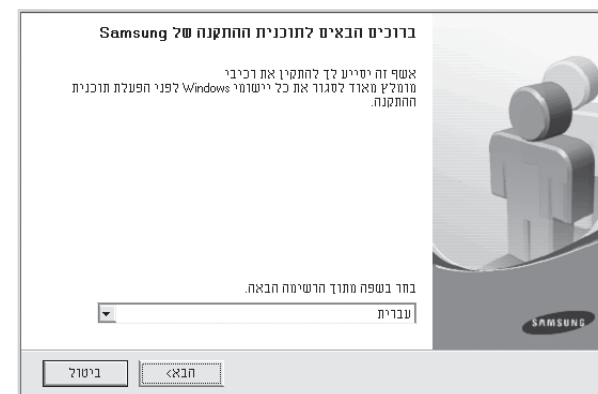 ברוכים הבאים לתוכנית ההתקנה של Samsung
אשף זה יסייע לך להתקין את רכיבי
מומלץ מאוד לסגור את כל יישומי Windows לפני הפעלת תוכנית
ההתקנה.
בחר בשפה מתוך הרשימה הבאה.
עברית
SAMSUNG
הבא>
ביטול